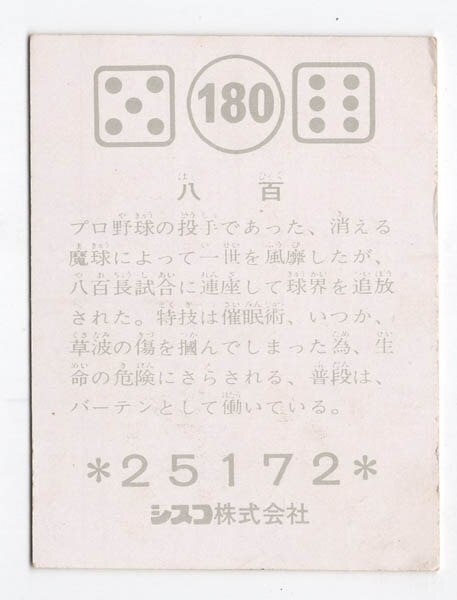 180
八百
プロ野球の投手であった、消える
魔球によって一世を風靡したが、
八百長試合に連座して球界を追放
された。特技は催眠術、いつか、
草波の傷を摑んでしまった為、生
命の危険にさらされる、普段は、
バーテンとして働いている。
*25172*
シスコ株式会社